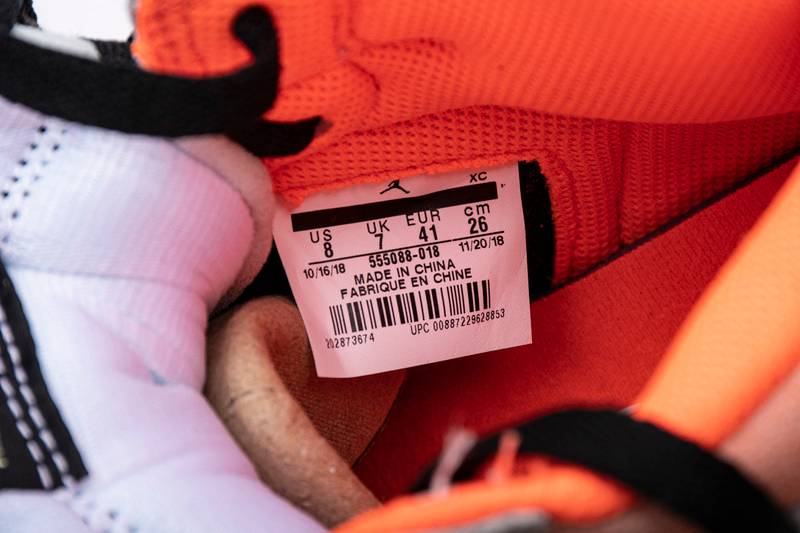 XC
US UK EUR cm
8 7 41 26
555088-018
10/16/18 11/20/18
MADE IN CHINA
FABRIQUE EN CHINE
202873674 UPC 00887229628853